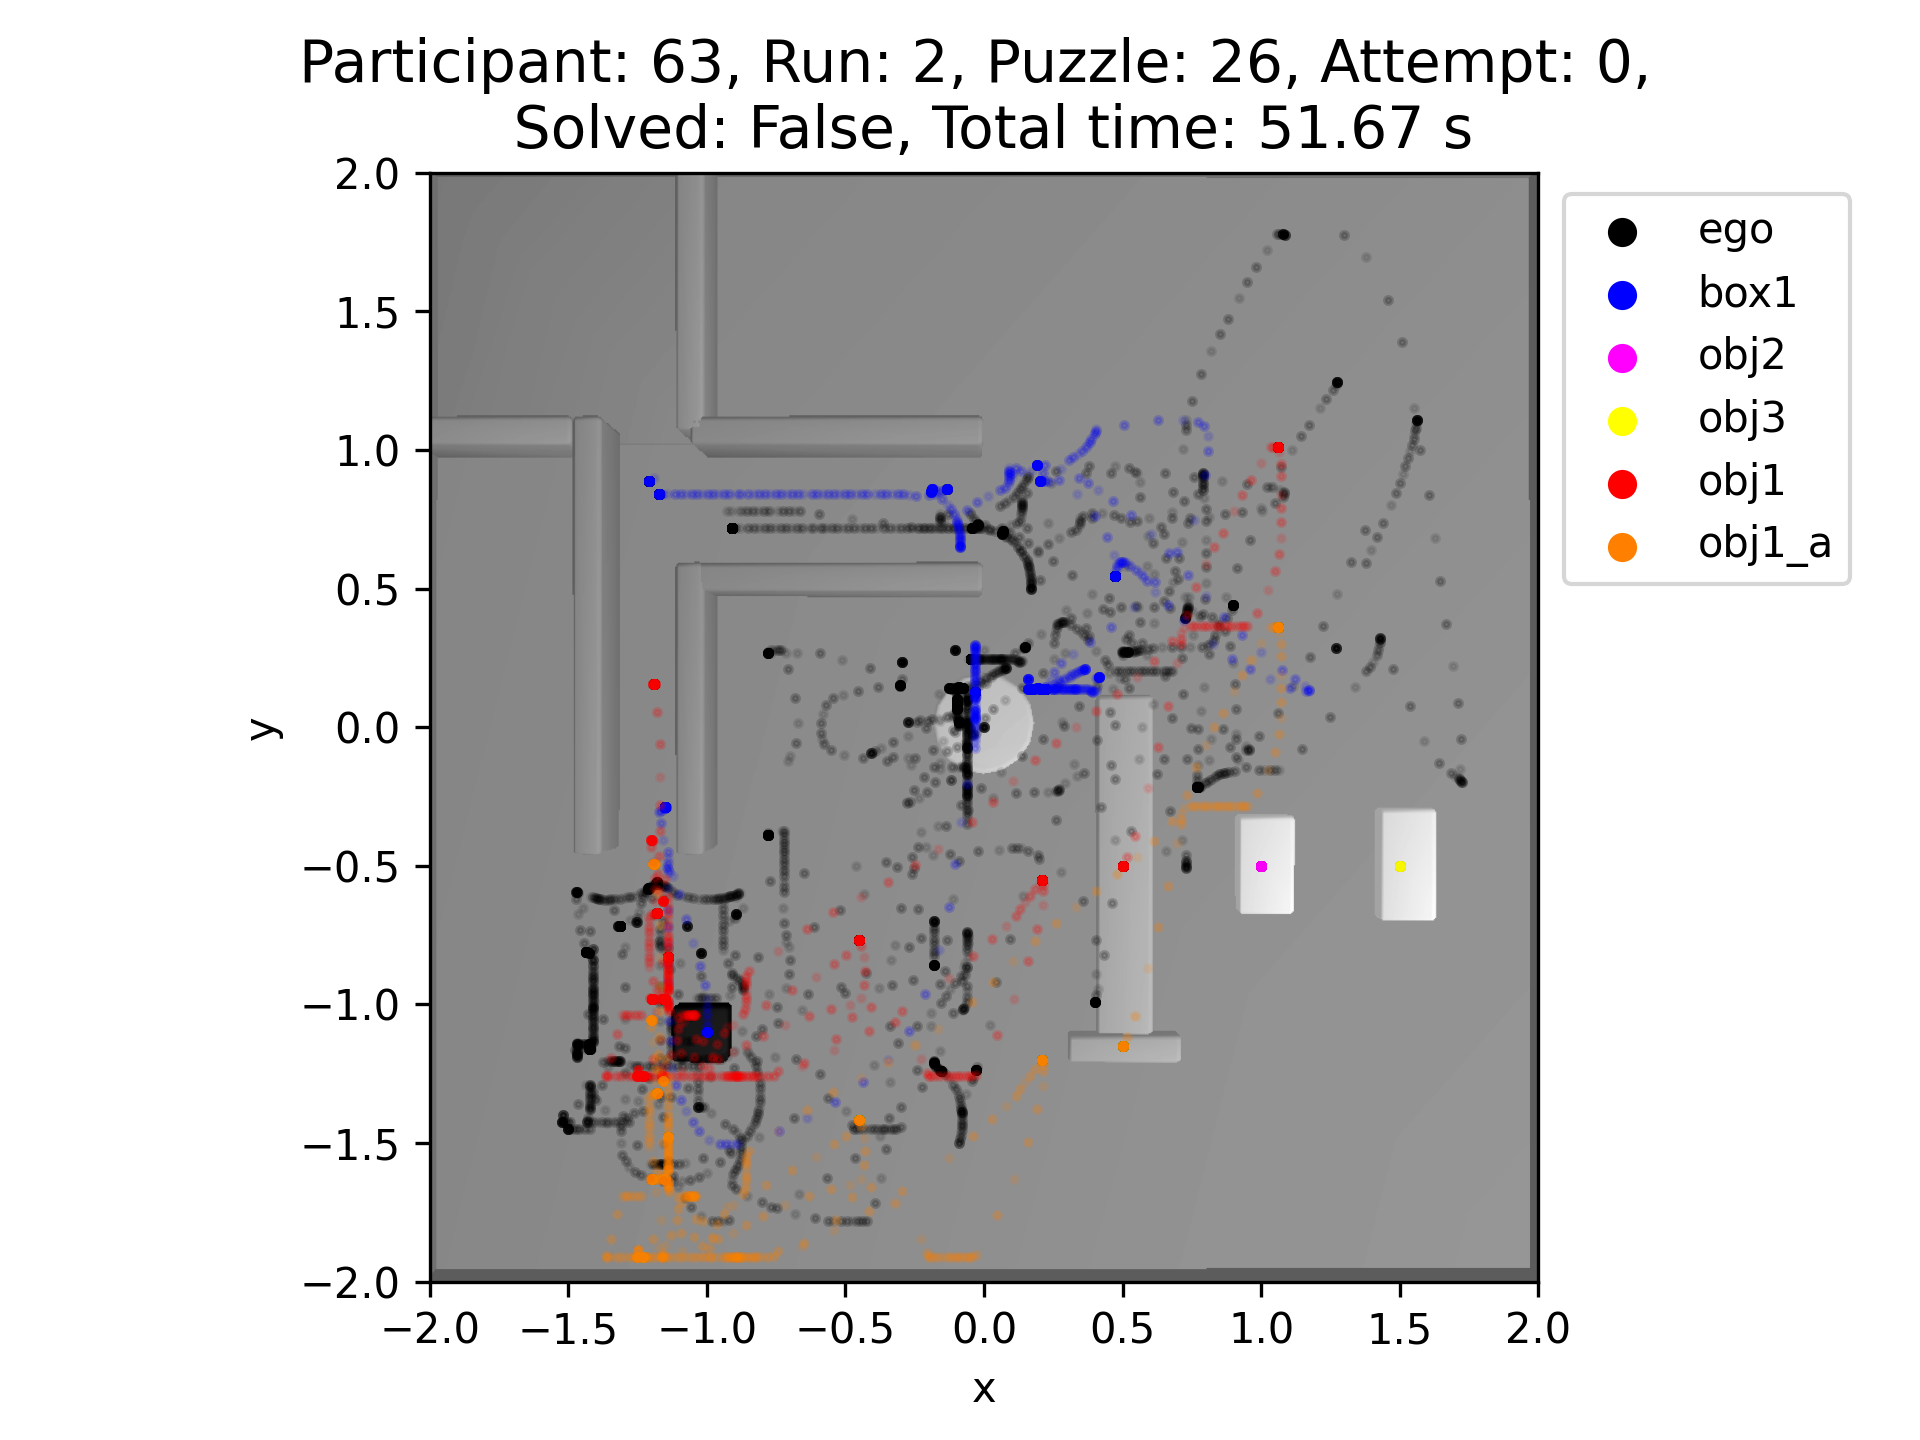 Participant: 63, Run: 2, Puzzle: 26, Attempt: 0,
Solved: False, Total time: 51.67 s
2.0
1.5
1.0
0.5
0.0
−0.5
−1.0
−1.5
−2.0
y
−2.0 −1.5 −1.0 −0.5 0.0 0.5 1.0 1.5 2.0
x
ego
box1
obj2
obj3
obj1
obj1_a